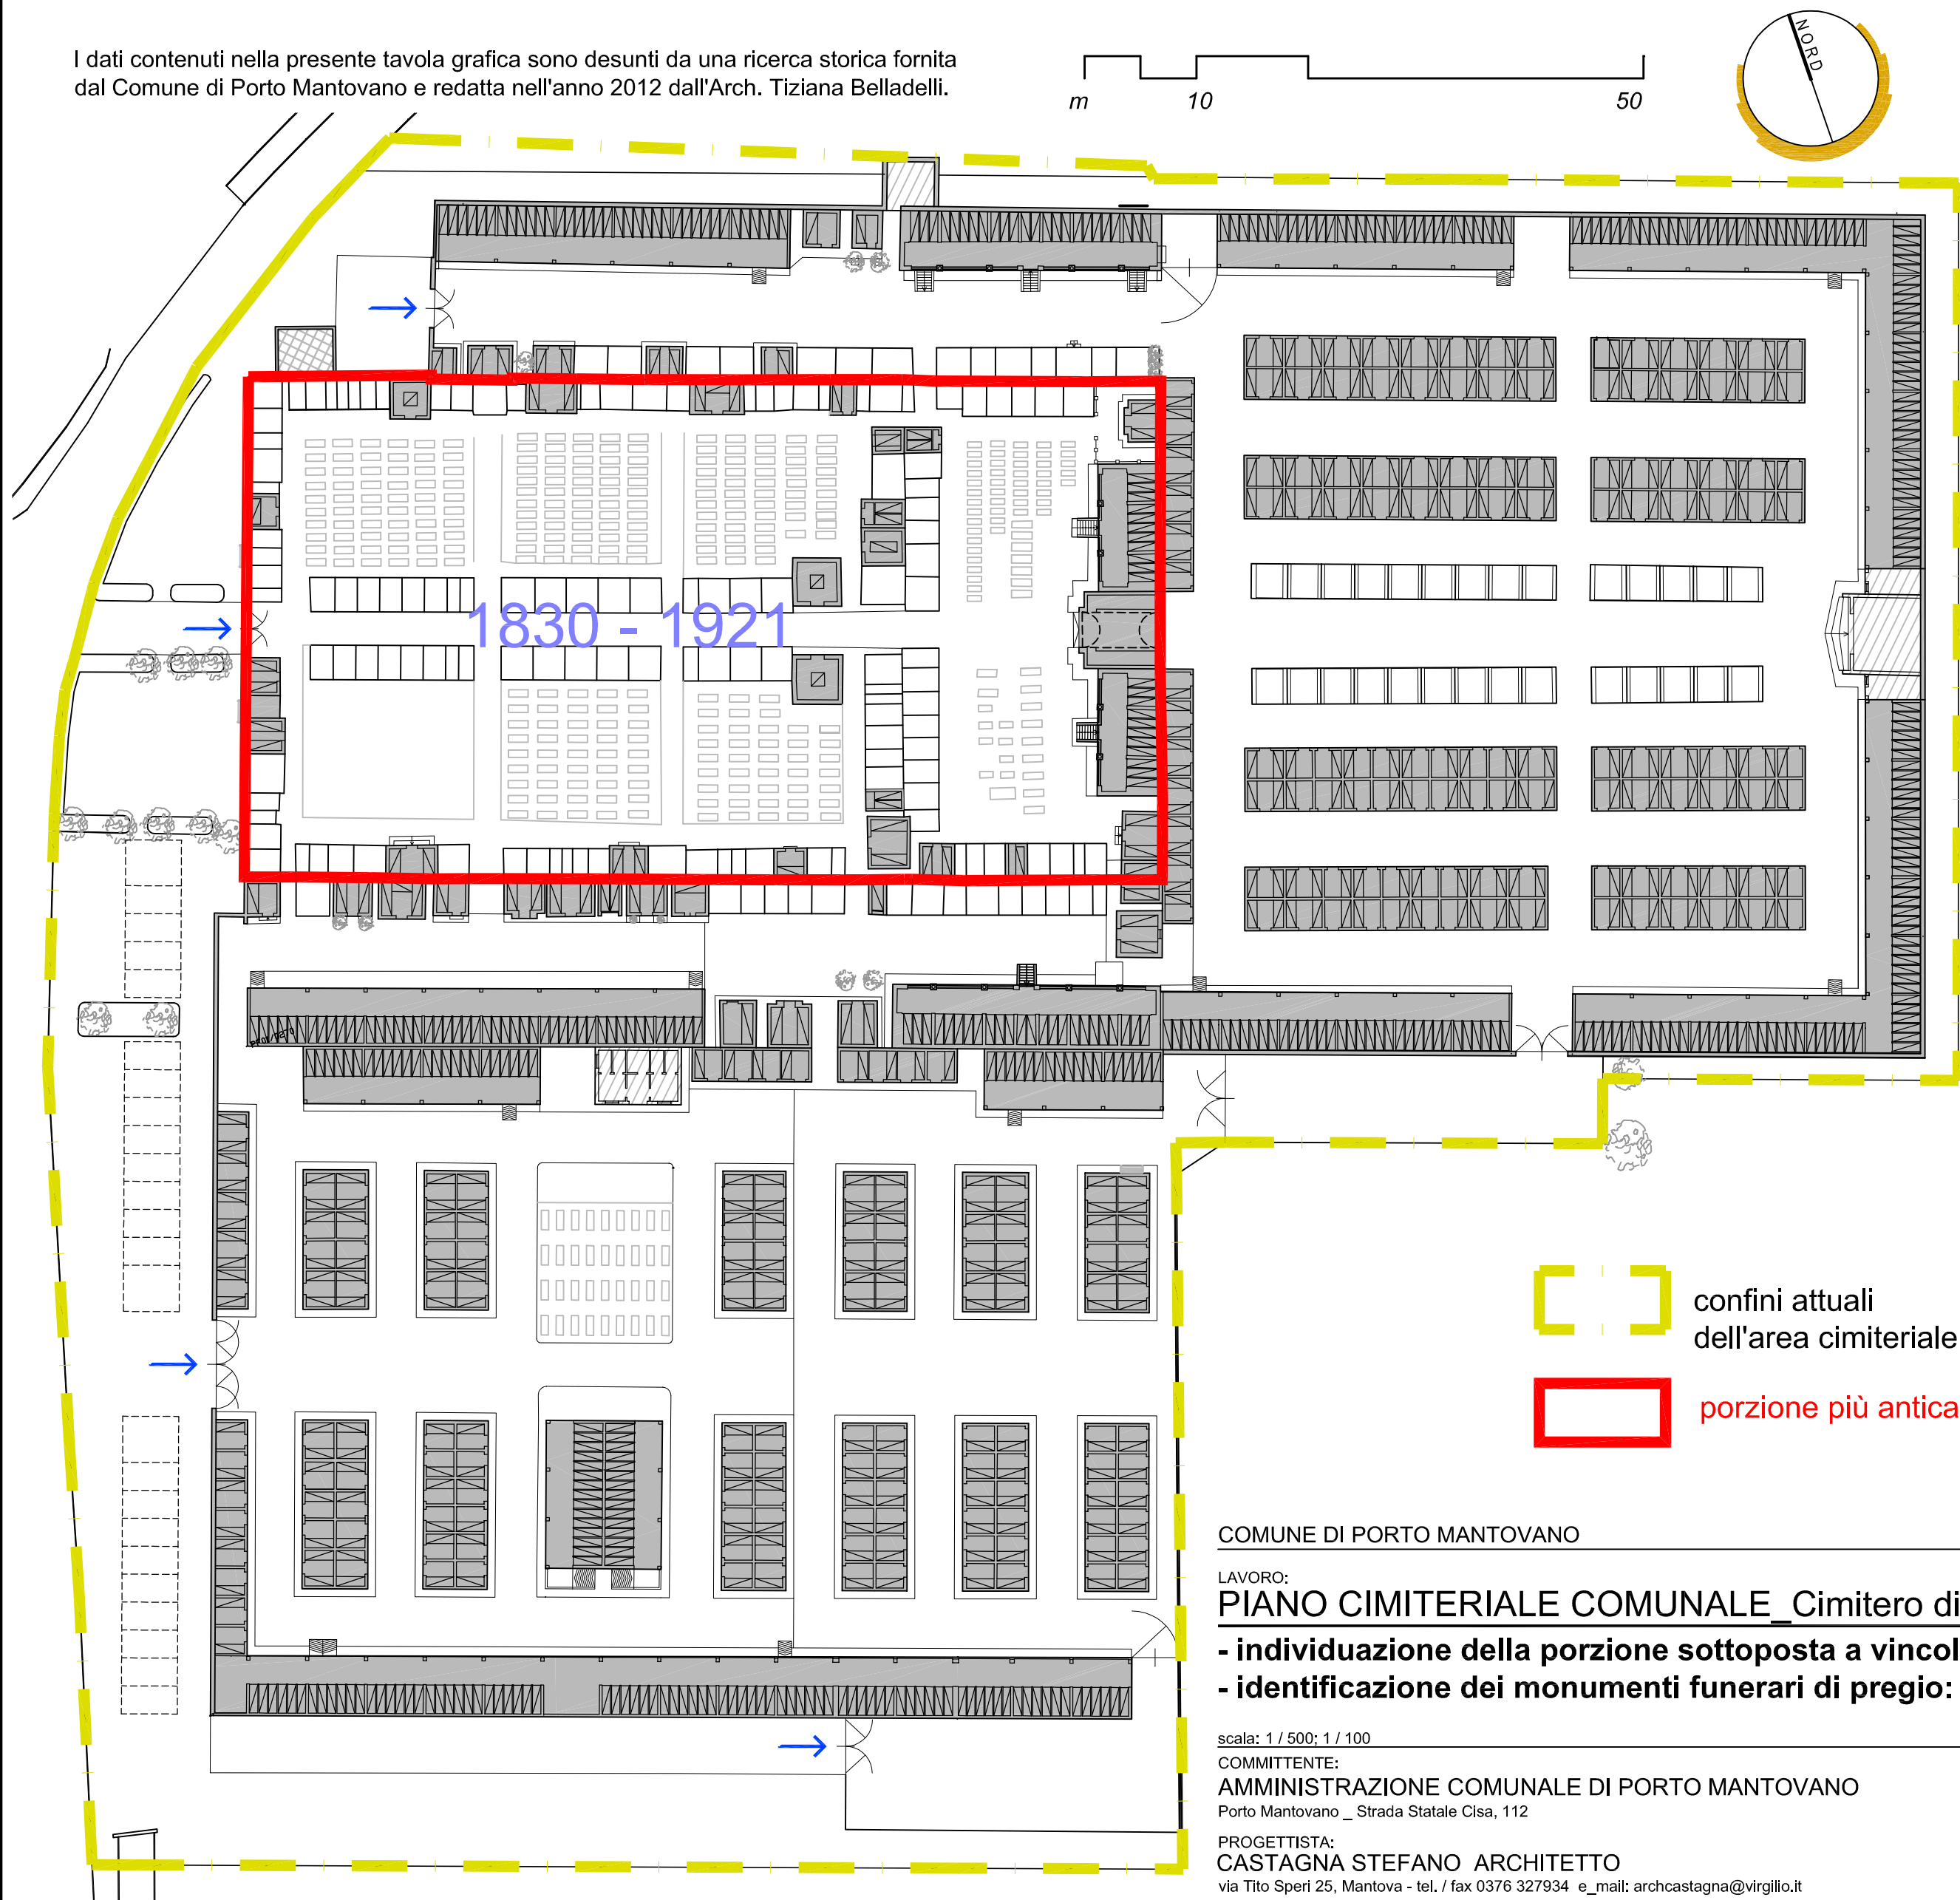 I dati contenuti nella presente tavola grafica sono desunti da una ricerca storica fornita
dal Comune di Porto Mantovano e redatta nell'anno 2012 dall'Arch. Tiziana Belladelli.
m 10 50
NORD
1830 - 1921
confini attuali
dell'area cimiteriale
porzione più antica
COMUNE DI PORTO MANTOVANO
LAVORO:
PIANO CIMITERIALE COMUNALE_Cimitero di
- individuazione della porzione sottoposta a vincol
- identificazione dei monumenti funerari di pregio:
scala: 1 / 500; 1 / 100
COMMITTENTE:
AMMINISTRAZIONE COMUNALE DI PORTO MANTOVANO
Porto Mantovano _ Strada Statale Cisa, 112
PROGETTISTA:
CASTAGNA STEFANO ARCHITETTO
via Tito Speri 25, Mantova - tel. / fax 0376 327934 e_mail: archcastagna@virgilio.it